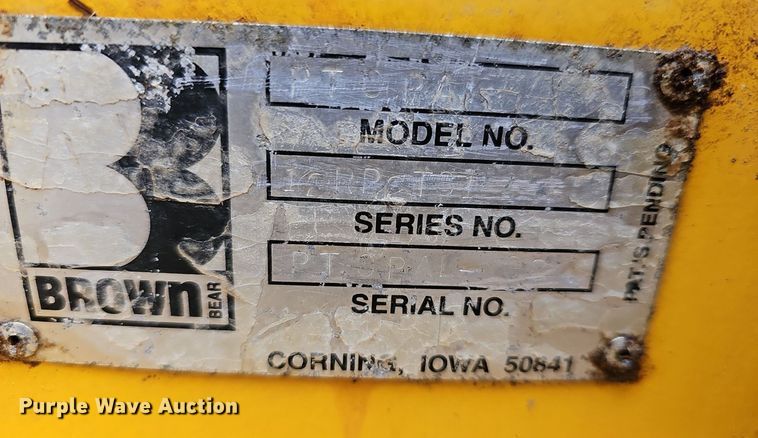 MODEL NO.
SERIES NO.
SERIAL NO.
PAT.'S PENDING
BROWN
BEAR
CORNING, IOWA 50841
Purple Wave Auction